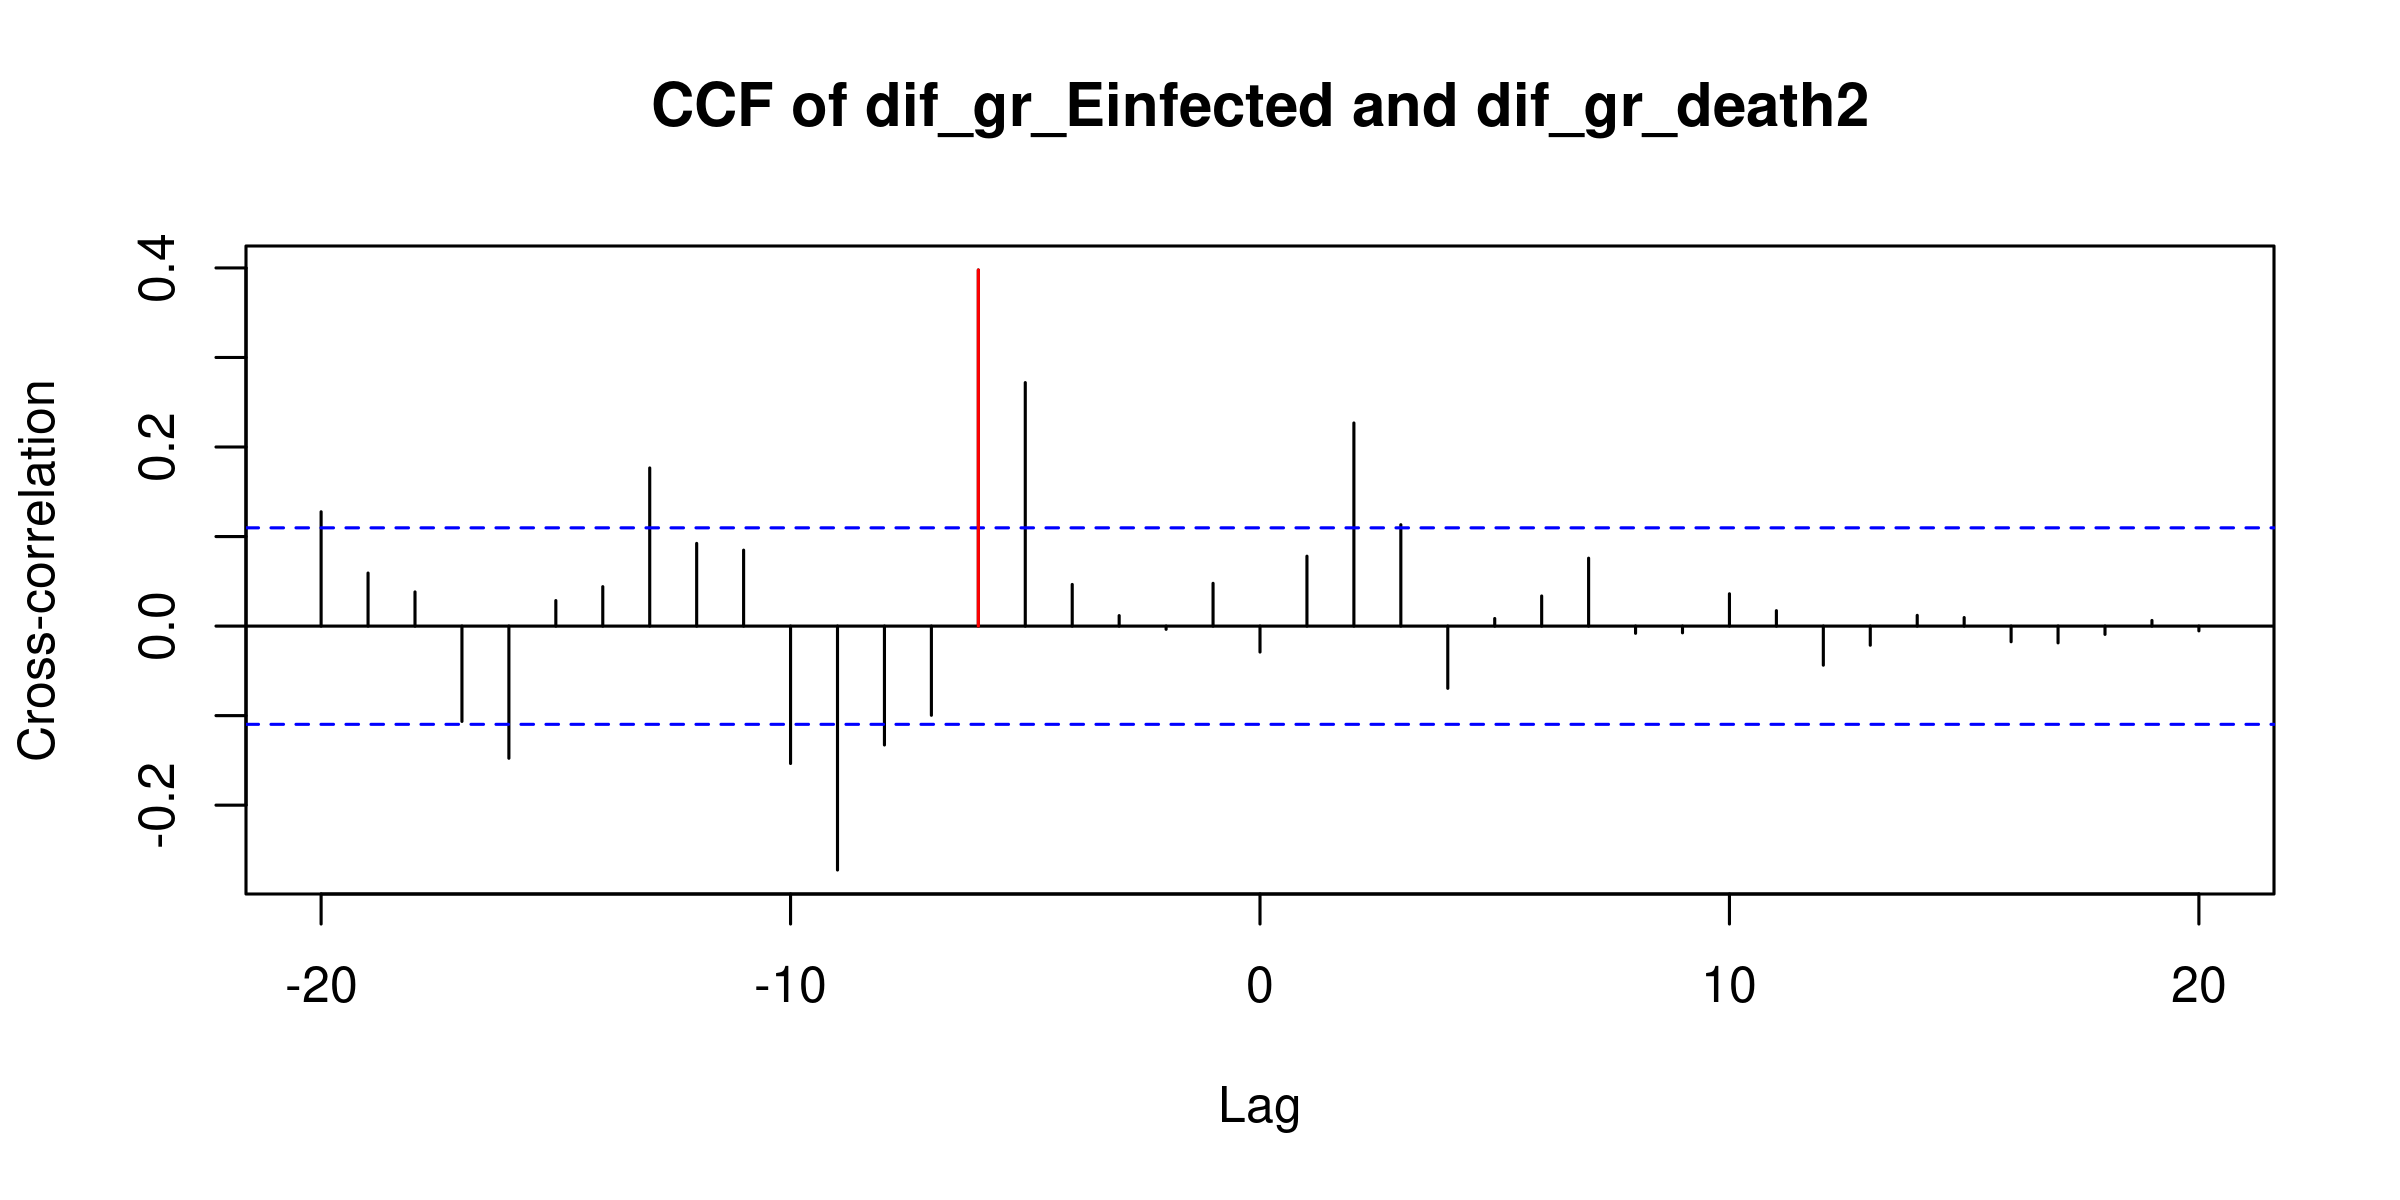 CCF of dif_gr_Einfected and dif_gr_death2
Cross-correlation
0.4
0.2
0.0
-0.2
-20 -10 0 10 20
Lag